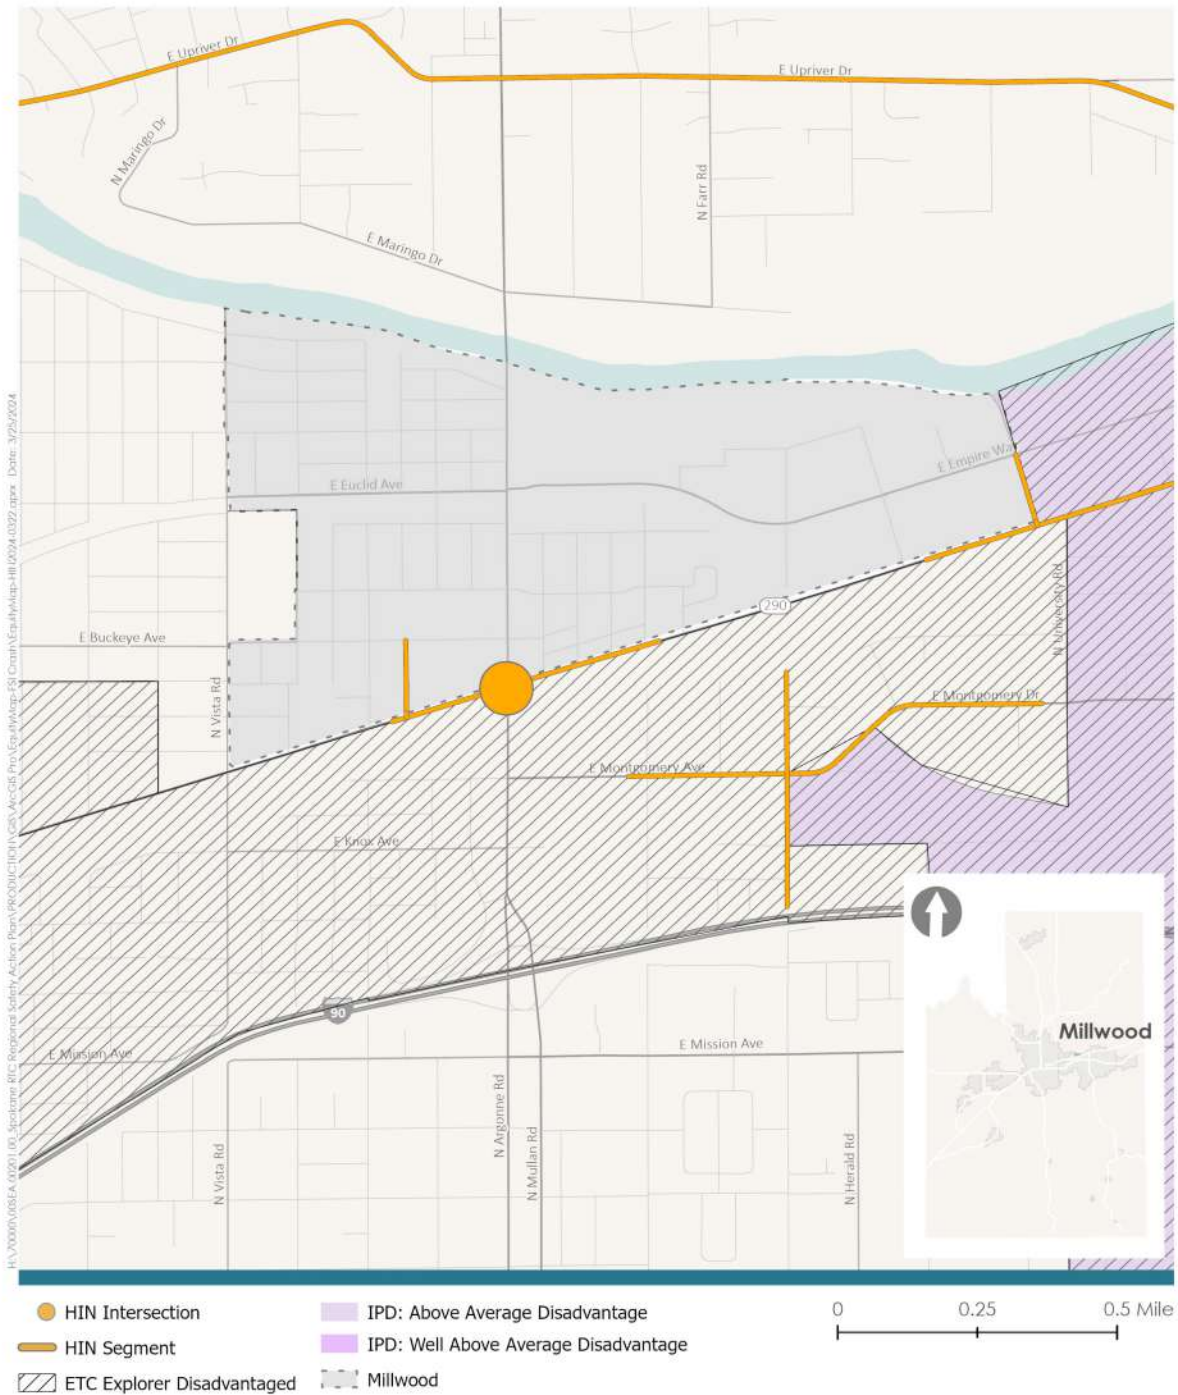 E Upriver Dr
E Upriver Dr
N Maringo Dr
N Farr Rd
E Maringo Dr
E Euclid Ave
E Empire Wa
290
E Buckeye Ave
N University Rd
N Vista Rd
E Montgomery Dr
E Montgomery Ave
E Knox Ave
90
E Mission Ave
E Mission Ave
Millwood
N Argonne Rd
N Mullan Rd
N Vista Rd
N Herald Rd
HIN Intersection
HIN Segment
ETC Explorer Disadvantaged
IPD: Above Average Disadvantage
IPD: Well Above Average Disadvantage
Millwood
0 0.25 0.5 Mile